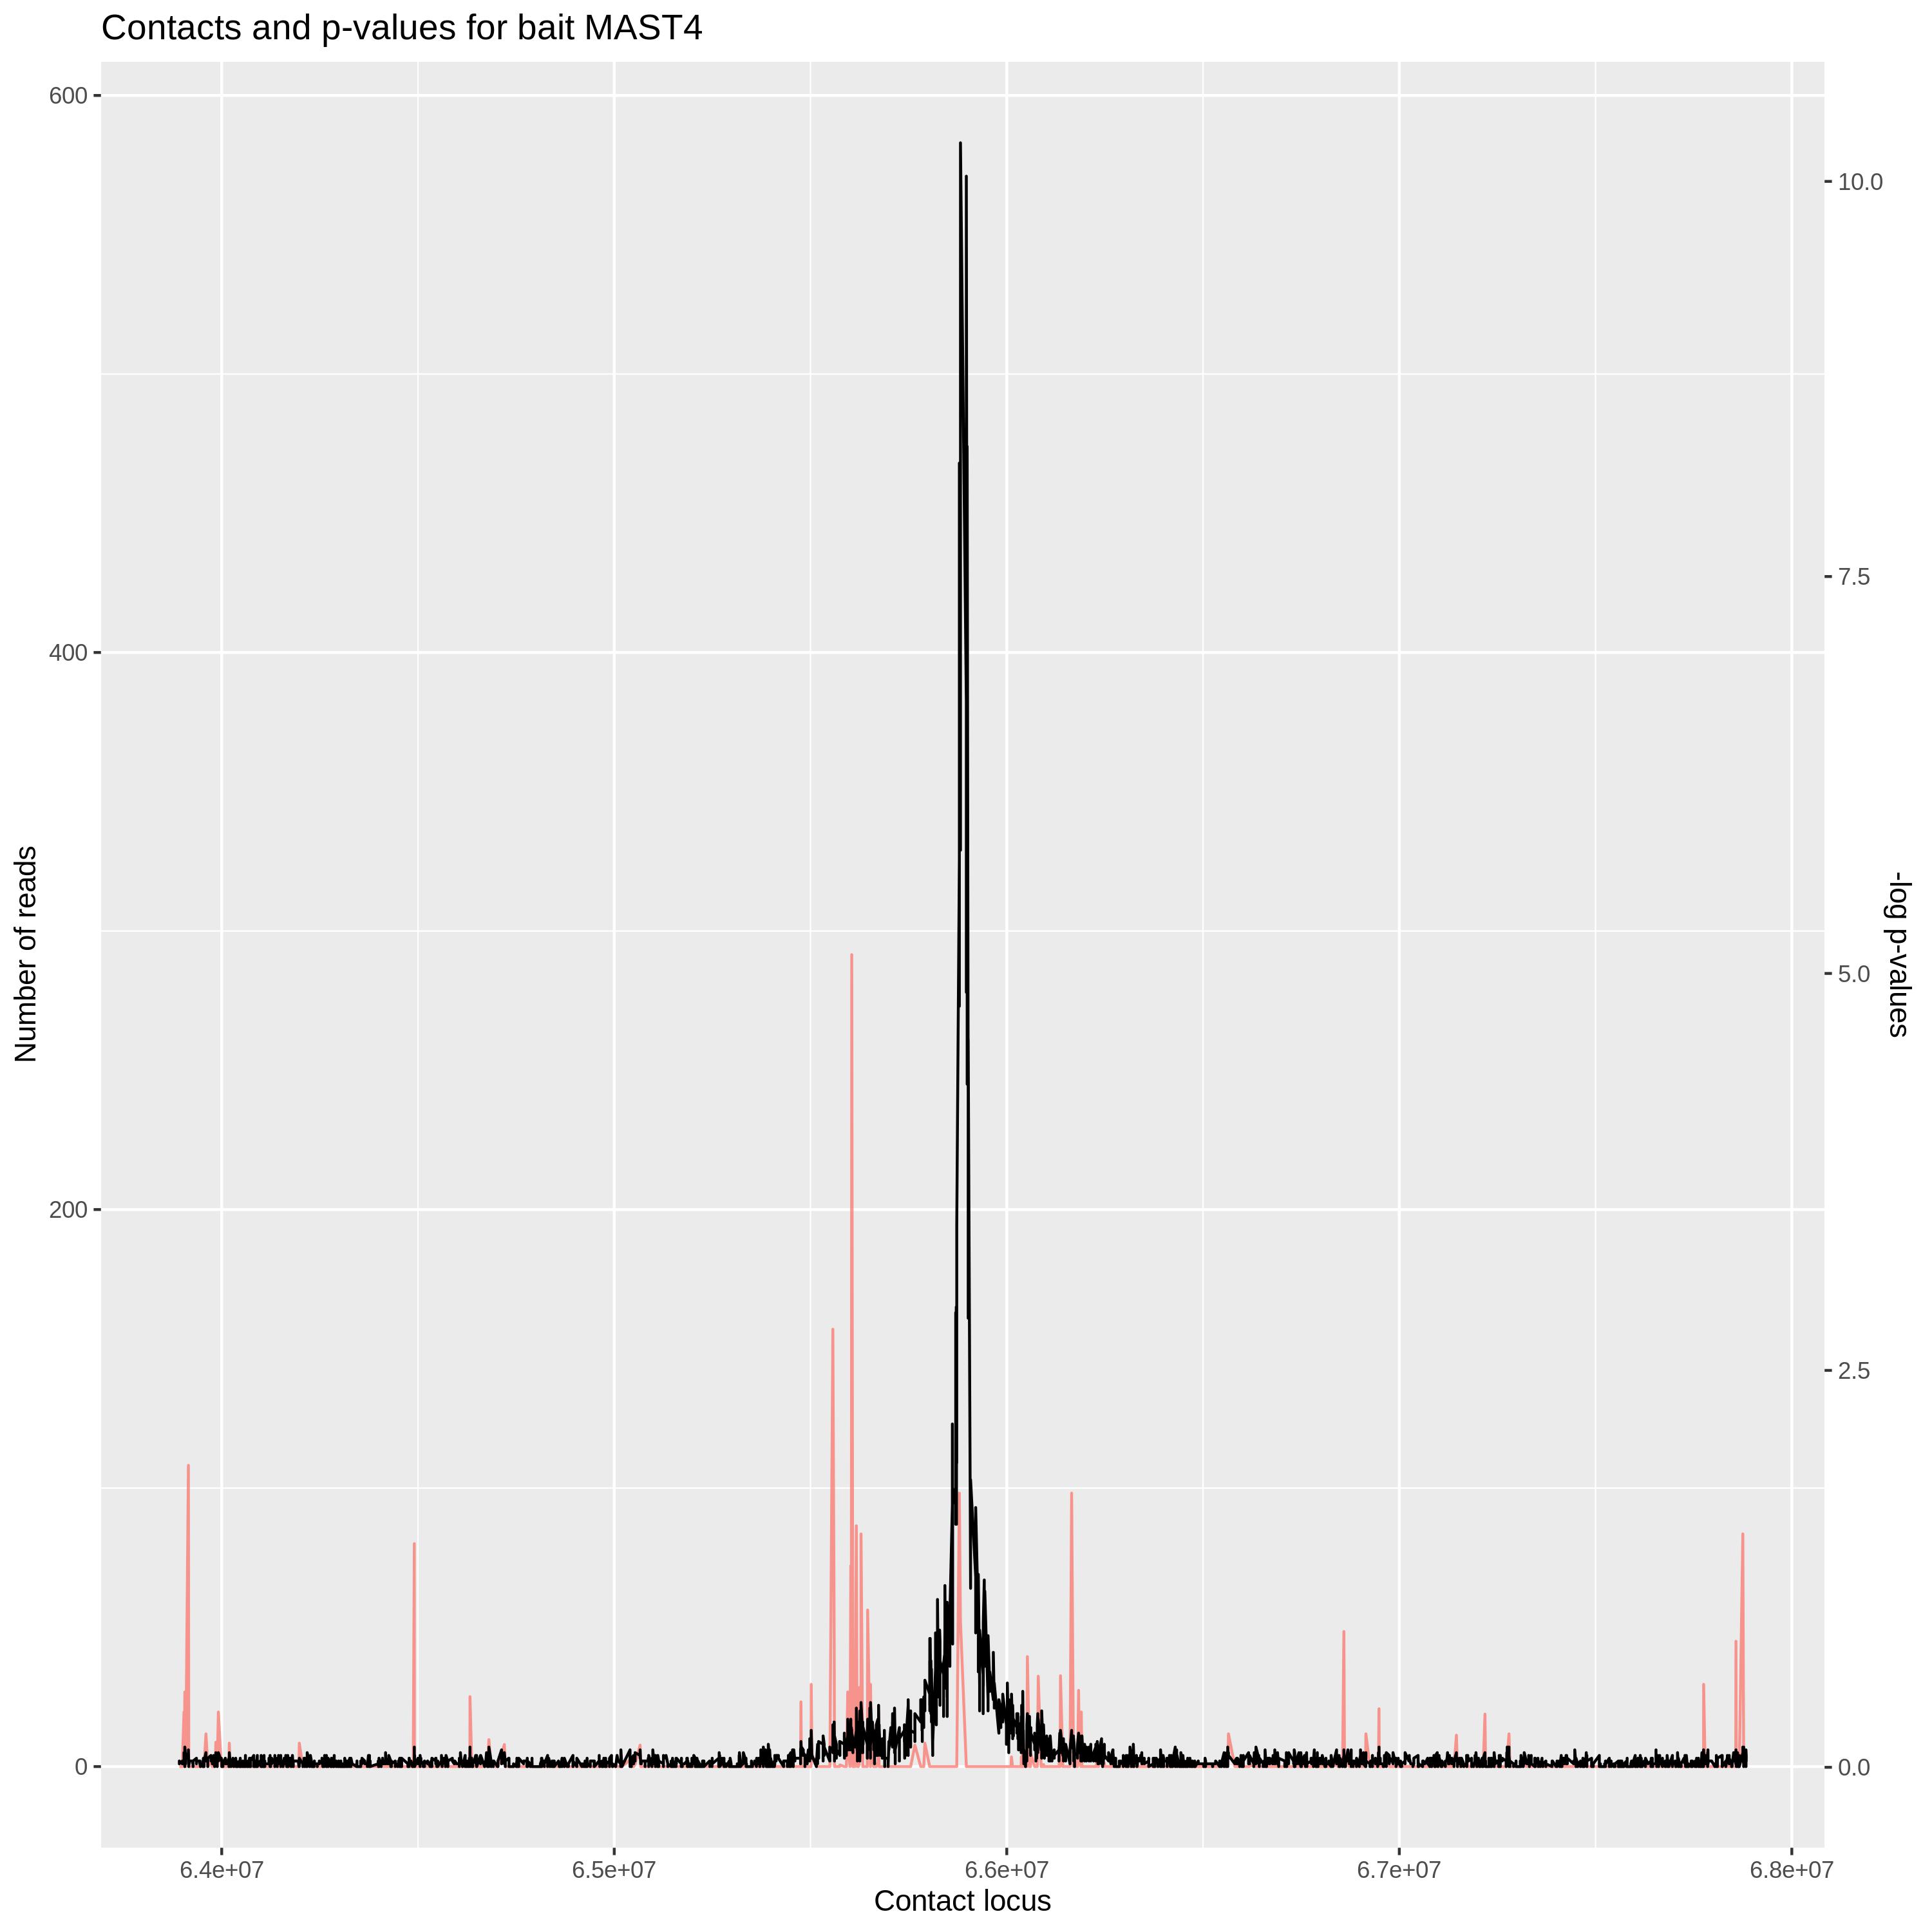 Contacts and p-values for bait MAST4
600
400
200
0
Number of reads
10.0
7.5
5.0
2.5
0.0
-log p-values
6.4e+07
6.5e+07
6.6e+07
6.7e+07
6.8e+07
Contact locus